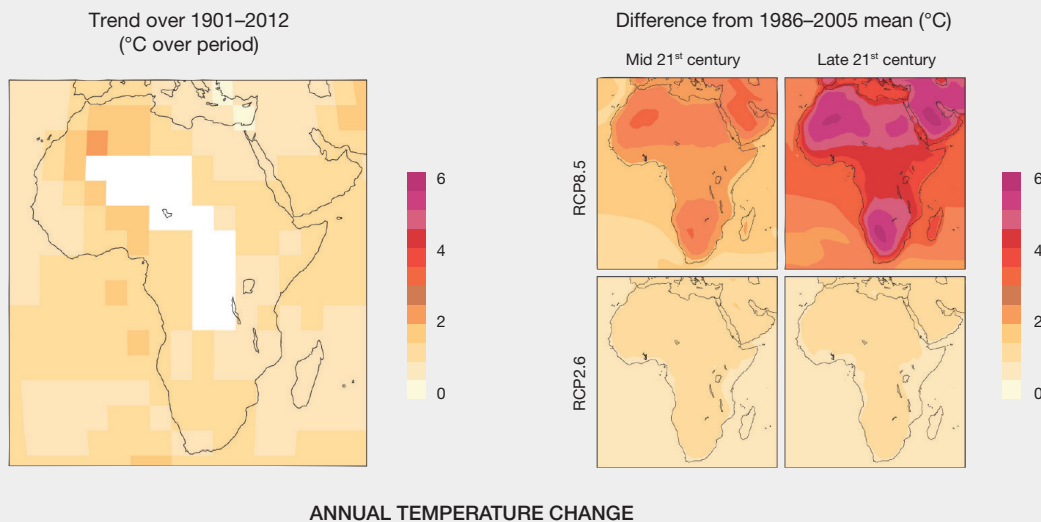 Trend over 1901–2012
(°C over period)
6
4
2
0
Difference from 1986–2005 mean (°C)
Mid 21st century
Late 21st century
RCP8.5
RCP2.6
6
4
2
0
ANNUAL TEMPERATURE CHANGE